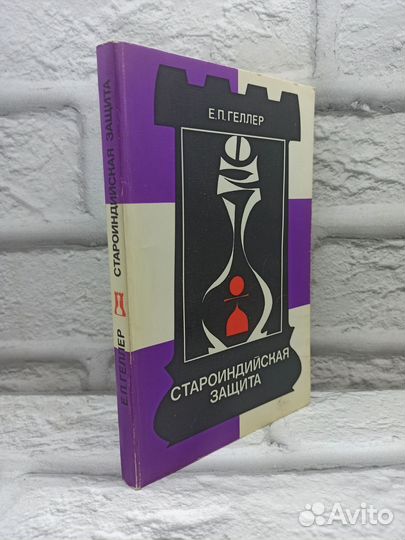 Е.П. ГЕЛЛЕР СТАРОИНДИЙСКАЯ ЗАЩИТА
Е.П. ГЕЛЛЕР
СТАРОИНДИЙСКАЯ
ЗАЩИТА
Avito